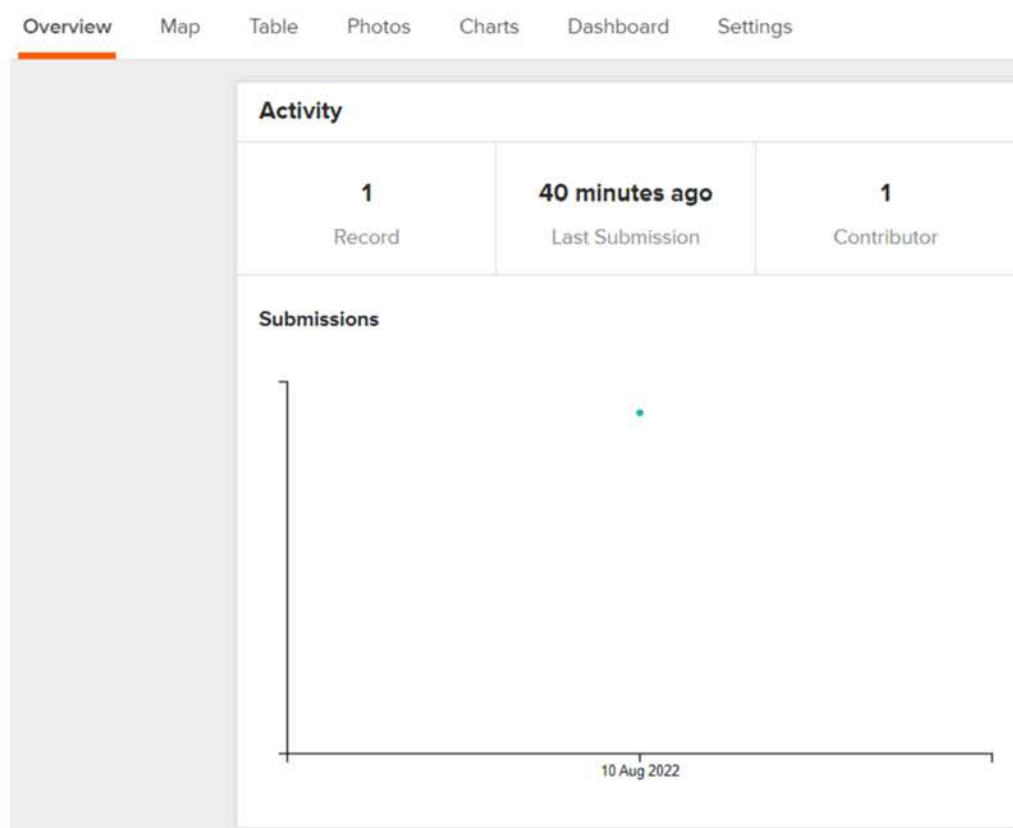 Overview Map Table Photos Charts Dashboard Settings
Activity
1 40 minutes ago 1
Record Last Submission Contributor
Submissions
10 Aug 2022